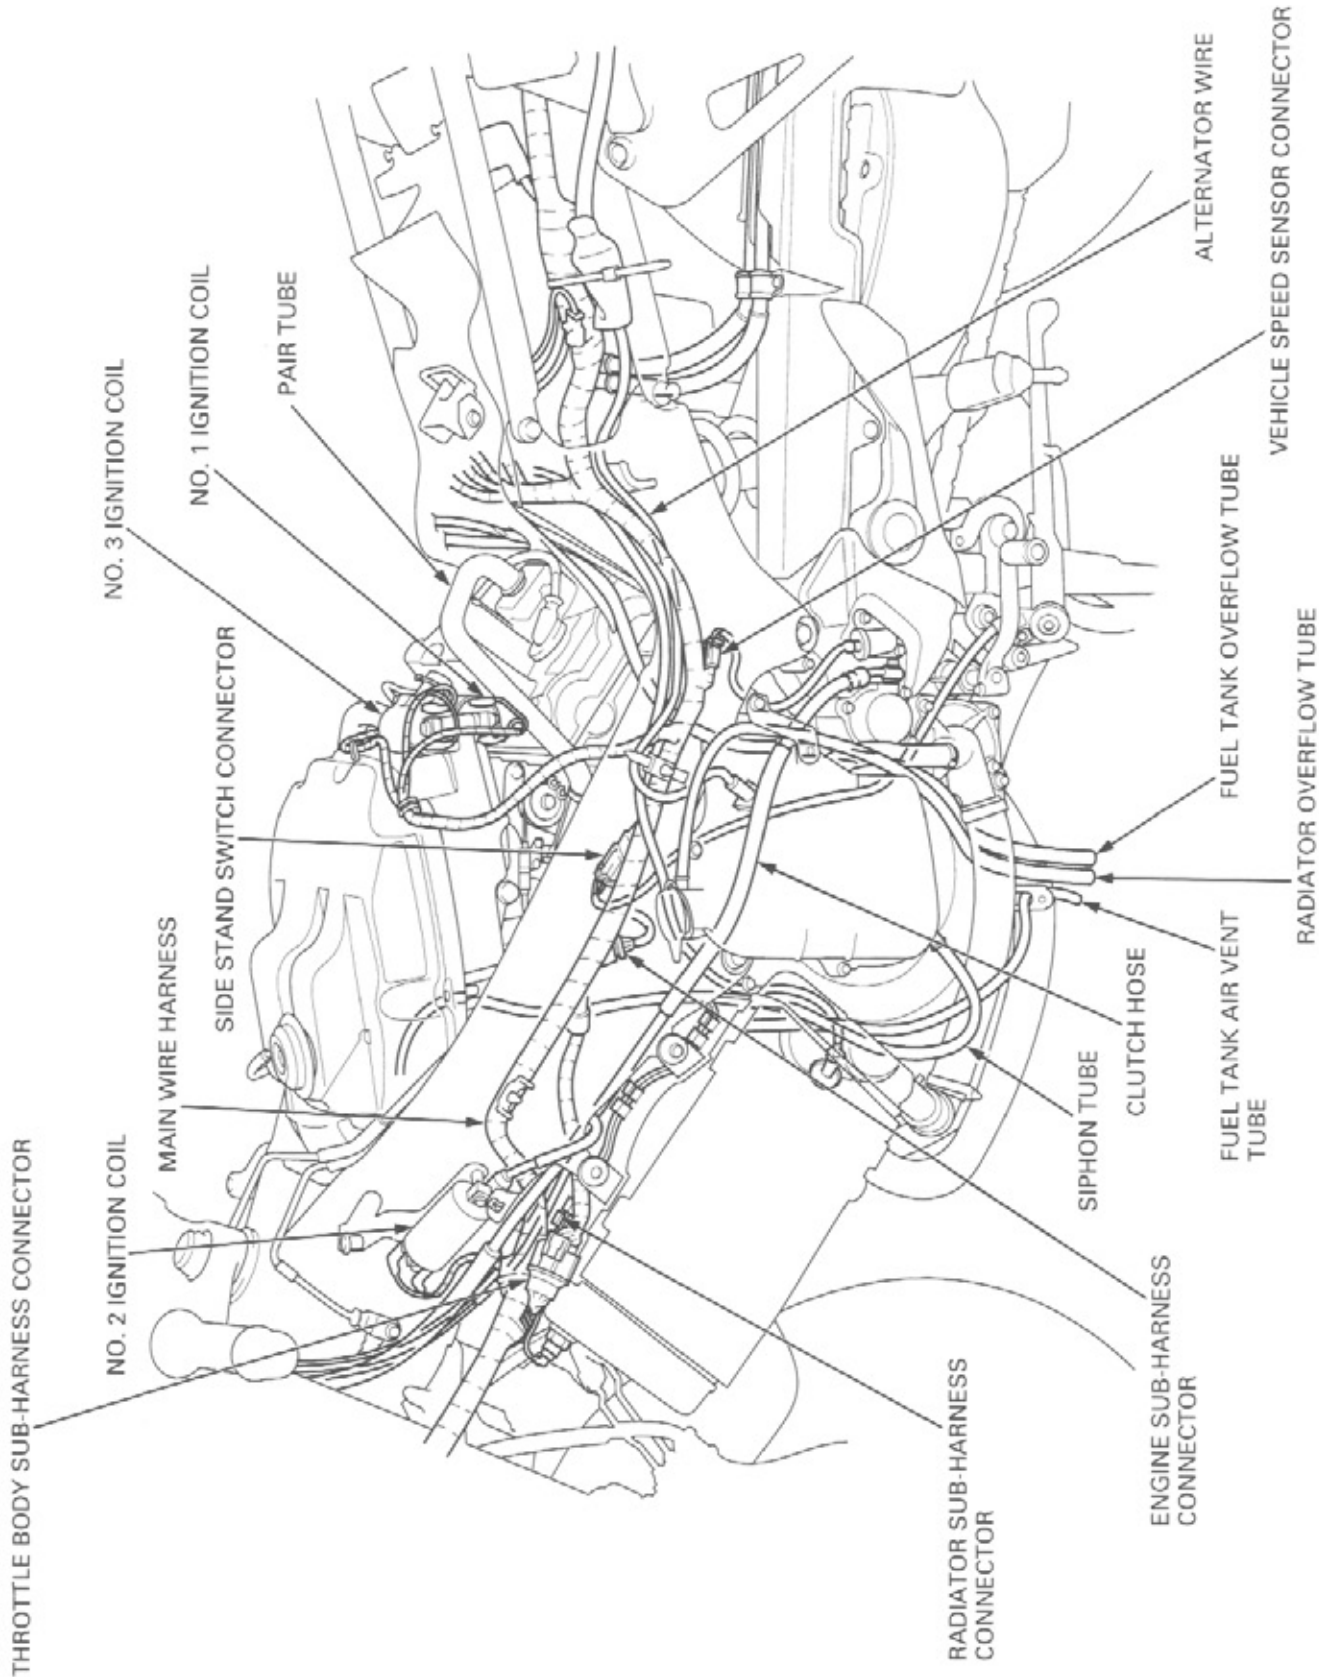 THROTTLE BODY SUB-HARNESS CONNECTOR
NO. 2 IGNITION COIL
MAIN WIRE HARNESS
SIDE STAND SWITCH CONNECTOR
NO. 3 IGNITION COIL
NO. 1 IGNITION COIL
PAIR TUBE
RADIATOR SUB-HARNESS
CONNECTOR
ENGINE SUB-HARNESS
CONNECTOR
SIPHON TUBE
CLUTCH HOSE
FUEL TANK AIR VENT
TUBE
RADIATOR OVERFLOW TUBE
FUEL TANK OVERFLOW TUBE
VEHICLE SPEED SENSOR CONNECTOR
ALTERNATOR WIRE